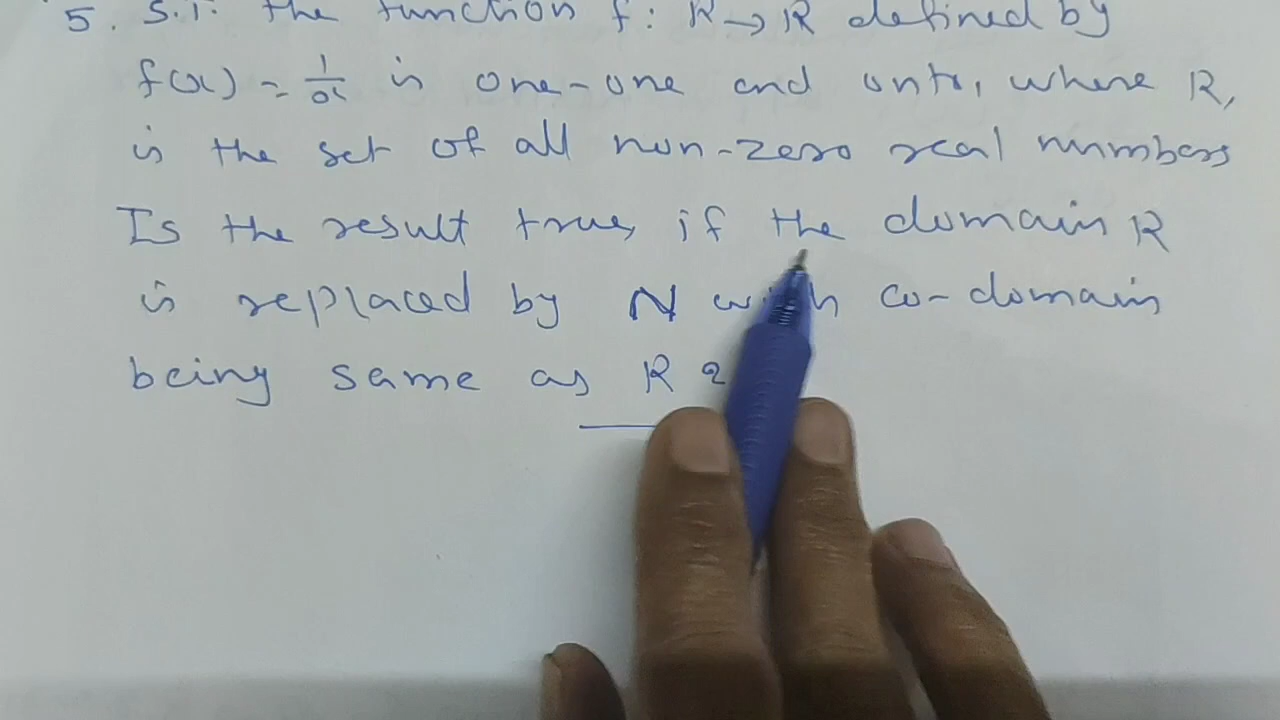 5. S.T. the function f: R→R defined by
f(x) = 1/x is one-one and onto, where R,
is the set of all non-zero real numbers
Is the result true, if the domain R
is replaced by N with co-domain
being same as R ?